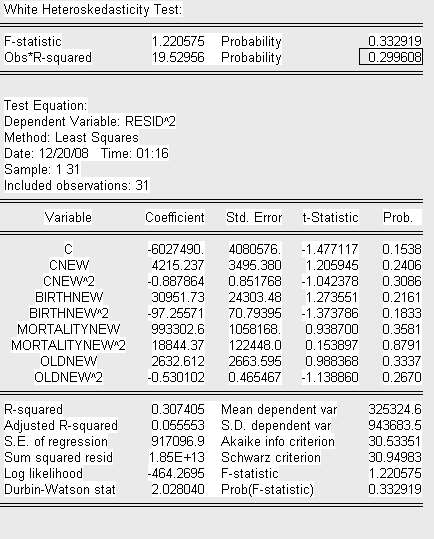 White Heteroskedasticity Test:
F-statistic 1.220575 Probability 0.332919
Obs*R-squared 19.52956 Probability 0.299608
Test Equation:
Dependent Variable: RESID^2
Method: Least Squares
Date: 12/20/08 Time: 01:16
Sample: 1 31
Included observations: 31
Variable Coefficient Std. Error t-Statistic Prob.
C -6027490. 4080576. -1.477117 0.1538
CNEW 4215.237 3495.380 1.205945 0.2406
CNEW^2 -0.887864 0.851768 -1.042378 0.3086
BIRTHNEW 30951.73 24303.48 1.273551 0.2161
BIRTHNEW^2 -97.25571 70.79395 -1.373786 0.1833
MORTALITYNEW 993302.6 1058168. 0.938700 0.3581
MORTALITYNEW^2 18844.37 122448.0 0.153897 0.8791
OLDNEW 2632.612 2663.595 0.988368 0.3337
OLDNEW^2 -0.530102 0.465467 -1.138860 0.2670
R-squared 0.307405 Mean dependent var 325324.6
Adjusted R-squared 0.055553 S.D. dependent var 943683.5
S.E. of regression 917096.9 Akaike info criterion 30.53351
Sum squared resid 1.85E+13 Schwarz criterion 30.94983
Log likelihood -464.2695 F-statistic 1.220575
Durbin-Watson stat 2.028040 Prob(F-statistic) 0.332919